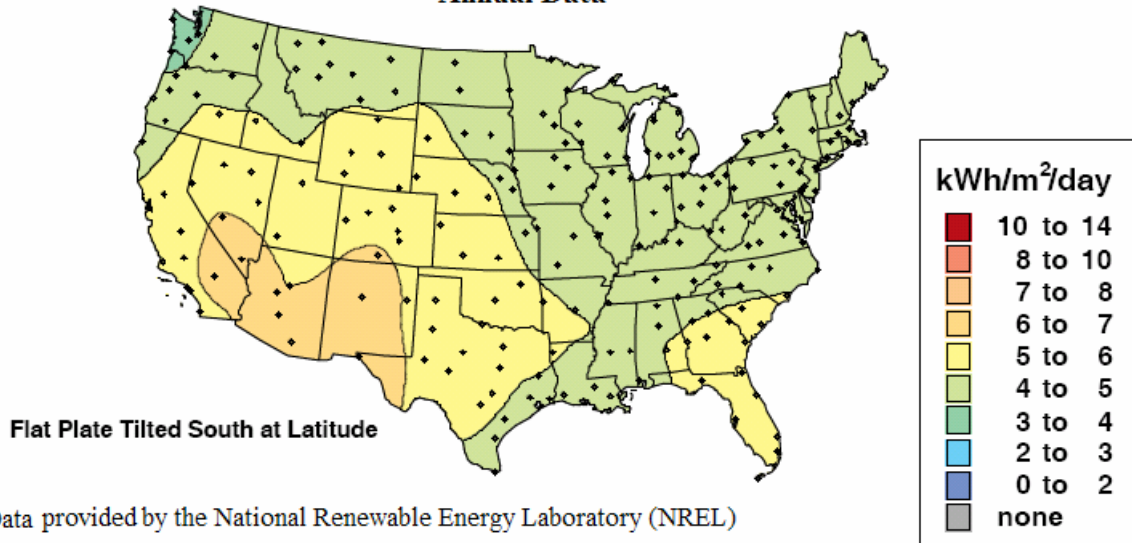 Annual Data
kWh/m²/day
10 to 14
8 to 10
7 to 8
6 to 7
5 to 6
4 to 5
3 to 4
2 to 3
0 to 2
none
Flat Plate Tilted South at Latitude
provided by the National Renewable Energy Laboratory (NREL)